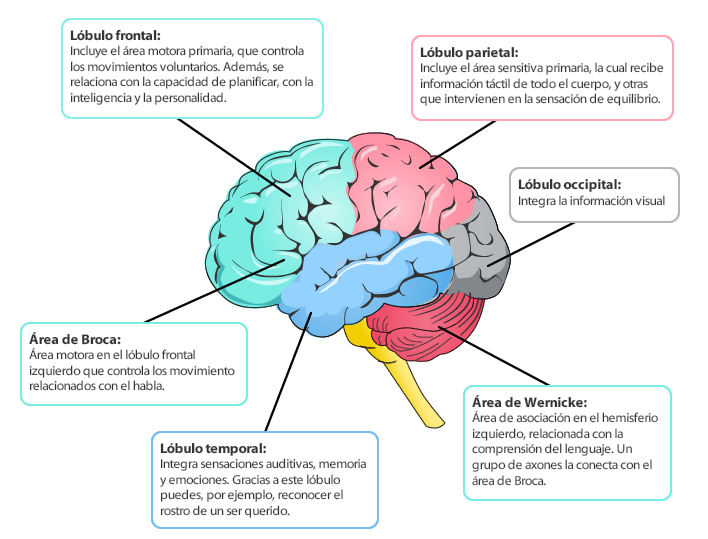 Lóbulo frontal:
Incluye el área motora primaria, que controla
los movimientos voluntarios. Además, se
relaciona con la capacidad de planificar, con la
inteligencia y la personalidad.
Lóbulo parietal:
Incluye el área sensitiva primaria, la cual recibe
información táctil de todo el cuerpo, y otras
que intervienen en la sensación de equilibrio.
Lóbulo occipital:
Integra la información visual
Área de Broca:
Área motora en el lóbulo frontal
izquierdo que controla los movimiento
relacionados con el habla.
Área de Wernicke:
Área de asociación en el hemisferio
izquierdo, relacionada con la
comprensión del lenguaje. Un
grupo de axones la conecta con el
área de Broca.
Lóbulo temporal:
Integra sensaciones auditivas, memoria
y emociones. Gracias a este lóbulo
puedes, por ejemplo, reconocer el
rostro de un ser querido.